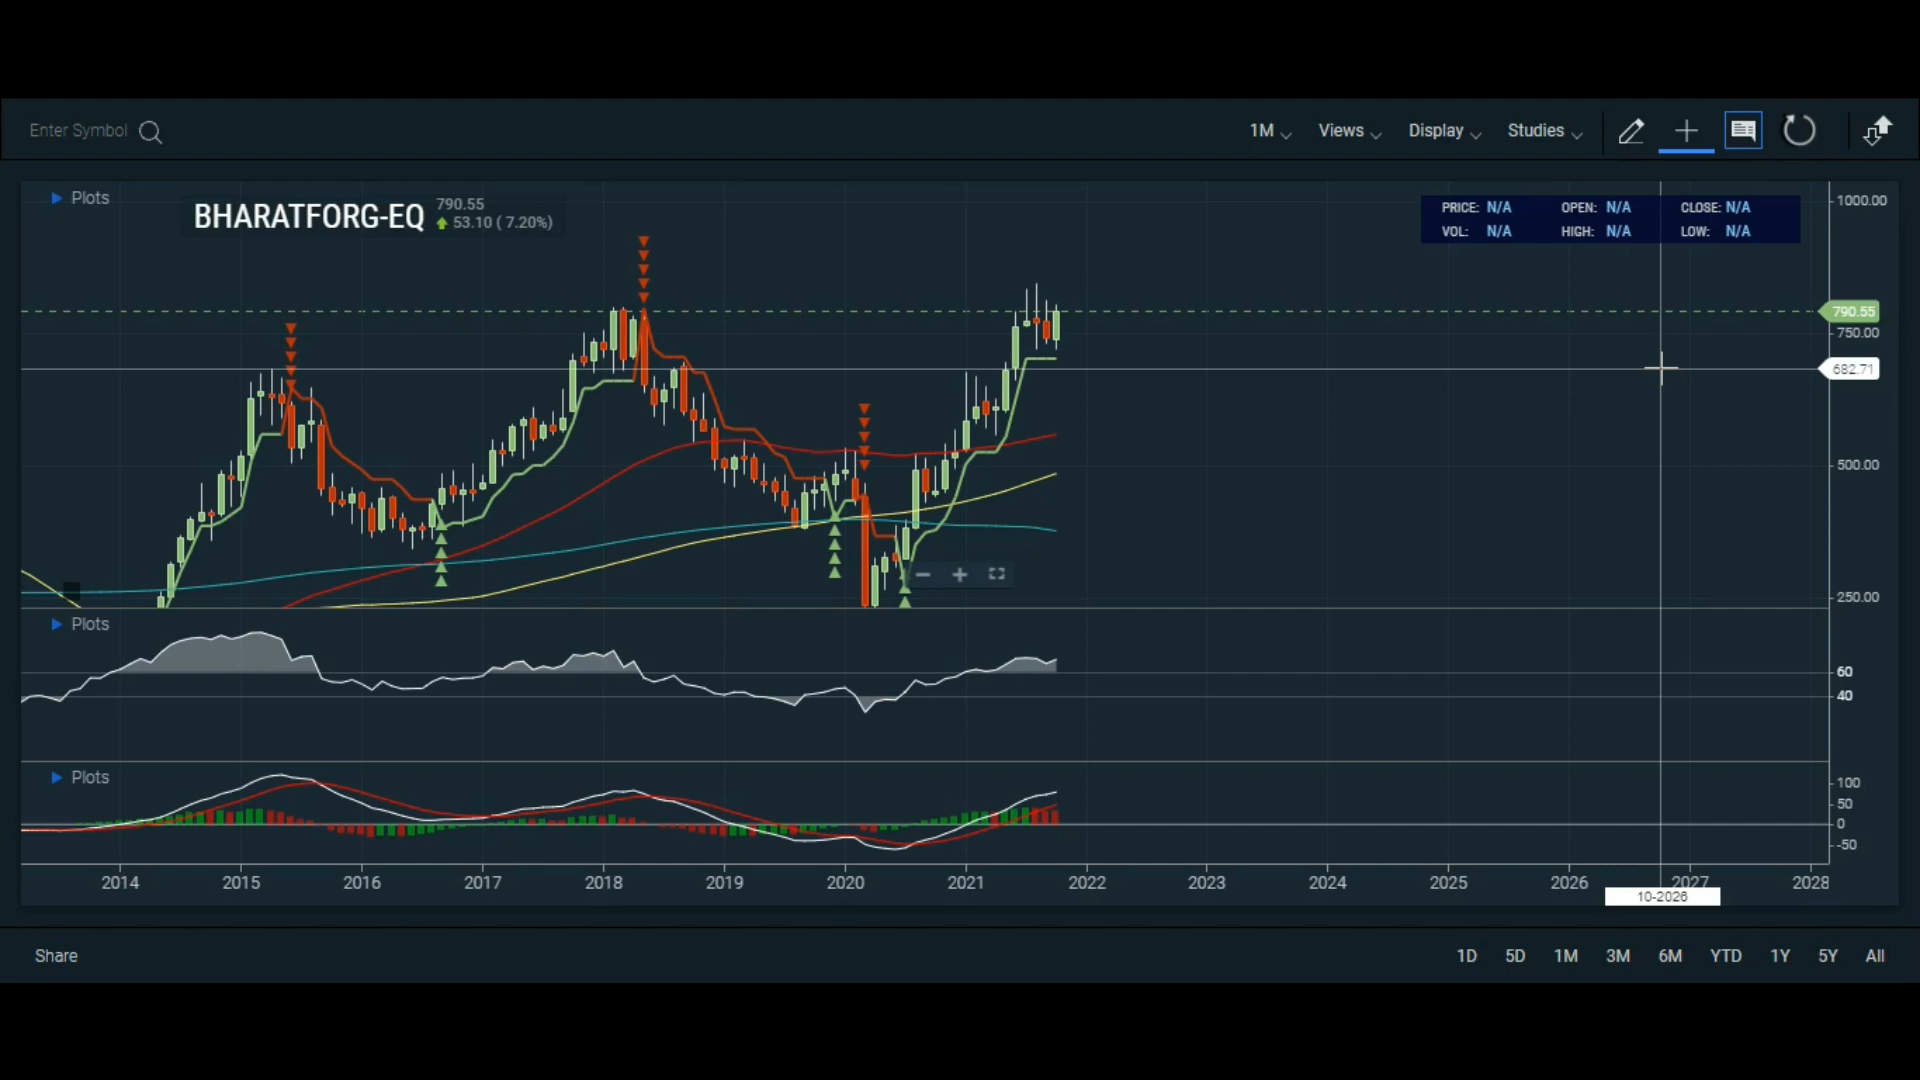 Enter Symbol
1M Views Display Studies
Plots
BHARATFORG-EQ 790.55
53.10 ( 7.20%)
PRICE: N/A OPEN: N/A CLOSE: N/A
VOL: N/A HIGH: N/A LOW: N/A
1000.00
790.55
750.00
682.71
500.00
250.00
Plots
60
40
Plots
100
50
0
-50
2014 2015 2016 2017 2018 2019 2020 2021 2022 2023 2024 2025 2026 2027 2028
10-2026
Share 1D 5D 1M 3M 6M YTD 1Y 5Y All